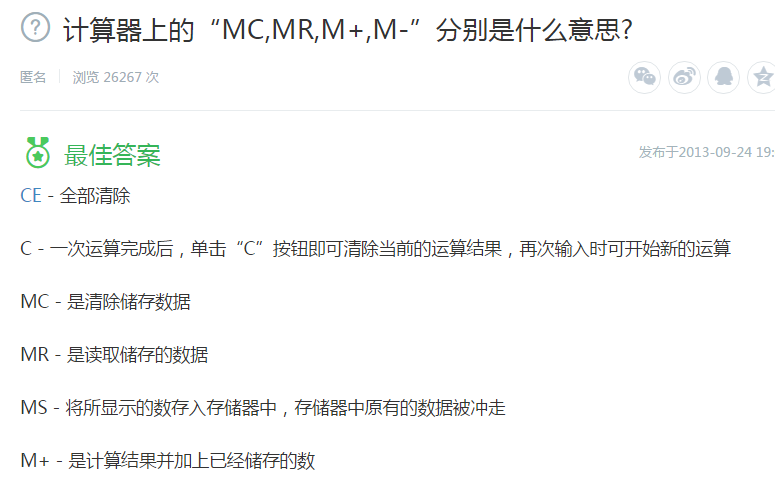 计算器上的“MC,MR,M+,M-”分别是什么意思?
匿名 浏览 26267 次
最佳答案
发布于2013-09-24 19:
CE - 全部清除
C - 一次运算完成后，单击“C”按钮即可清除当前的运算结果，再次输入时可开始新的运算
MC - 是清除储存数据
MR - 是读取储存的数据
MS - 将所显示的数存入存储器中，存储器中原有的数据被冲走
M+ - 是计算结果并加上已经储存的数